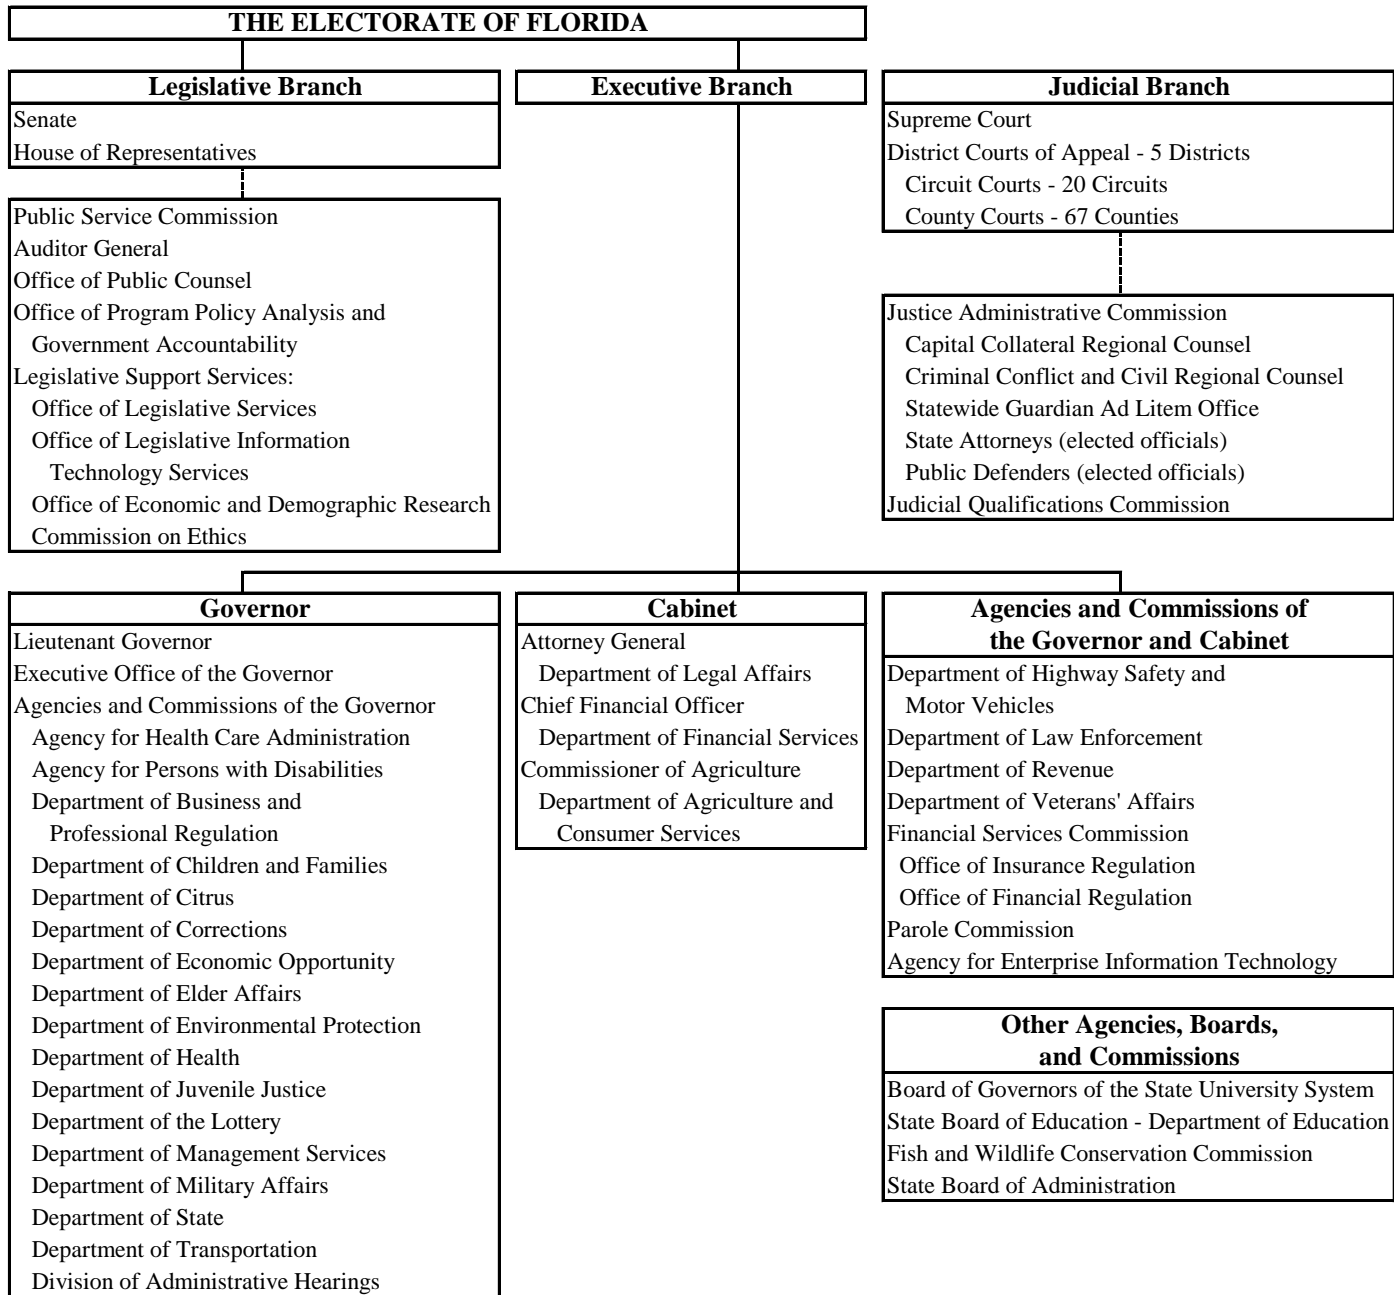 THE ELECTORATE OF FLORIDA
Legislative Branch
Senate
House of Representatives
Public Service Commission
Auditor General
Office of Public Counsel
Office of Program Policy Analysis and
Government Accountability
Legislative Support Services:
Office of Legislative Services
Office of Legislative Information
Technology Services
Office of Economic and Demographic Research
Commission on Ethics
Executive Branch
Judicial Branch
Supreme Court
District Courts of Appeal - 5 Districts
Circuit Courts - 20 Circuits
County Courts - 67 Counties
Justice Administrative Commission
Capital Collateral Regional Counsel
Criminal Conflict and Civil Regional Counsel
Statewide Guardian Ad Litem Office
State Attorneys (elected officials)
Public Defenders (elected officials)
Judicial Qualifications Commission
Governor
Lieutenant Governor
Executive Office of the Governor
Agencies and Commissions of the Governor
Agency for Health Care Administration
Agency for Persons with Disabilities
Department of Business and
Professional Regulation
Department of Children and Families
Department of Citrus
Department of Corrections
Department of Economic Opportunity
Department of Elder Affairs
Department of Environmental Protection
Department of Health
Department of Juvenile Justice
Department of the Lottery
Department of Management Services
Department of Military Affairs
Department of State
Department of Transportation
Division of Administrative Hearings
Cabinet
Attorney General
Department of Legal Affairs
Chief Financial Officer
Department of Financial Services
Commissioner of Agriculture
Department of Agriculture and
Consumer Services
Agencies and Commissions of
the Governor and Cabinet
Department of Highway Safety and
Motor Vehicles
Department of Law Enforcement
Department of Revenue
Department of Veterans' Affairs
Financial Services Commission
Office of Insurance Regulation
Office of Financial Regulation
Parole Commission
Agency for Enterprise Information Technology
Other Agencies, Boards,
and Commissions
Board of Governors of the State University System
State Board of Education - Department of Education
Fish and Wildlife Conservation Commission
State Board of Administration